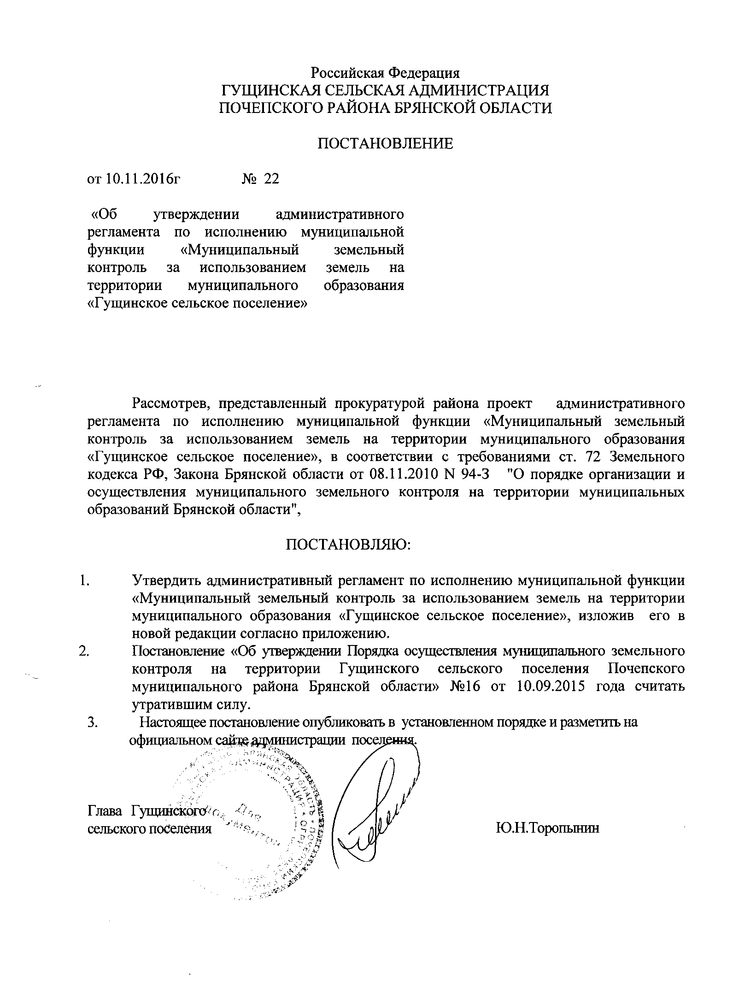 Российская Федерация
ГУЩИНСКАЯ СЕЛЬСКАЯ АДМИНИСТРАЦИЯ
ПОЧЕПСКОГО РАЙОНА БРЯНСКОЙ ОБЛАСТИ
ПОСТАНОВЛЕНИЕ
от 10.11.2016г № 22
«Об утверждении административного
регламента по исполнению муниципальной
функции «Муниципальный земельный
контроль за использованием земель на
территории муниципального образования
«Гущинское сельское поселение»
Рассмотрев, представленный прокуратурой района проект административного
регламента по исполнению муниципальной функции «Муниципальный земельный
контроль за использованием земель на территории муниципального образования
«Гущинское сельское поселение», в соответствии с требованиями ст. 72 Земельного
кодекса РФ, Закона Брянской области от 08.11.2010 N 94-З "О порядке организации и
осуществления муниципального земельного контроля на территории муниципальных
образований Брянской области",
ПОСТАНОВЛЯЮ:
1. Утвердить административный регламент по исполнению муниципальной функции
«Муниципальный земельный контроль за использованием земель на территории
муниципального образования «Гущинское сельское поселение», изложив его в
новой редакции согласно приложению.
2. Постановление «Об утверждении Порядка осуществления муниципального земельного
контроля на территории Гущинского сельского поселения Почепского
муниципального района Брянской области» №16 от 10.09.2015 года считать
утратившим силу.
3. Настоящее постановление опубликовать в установленном порядке и разметить на
официальном сайте администрации поселения.
БРЯНСКАЯ ОБЛАСТЬ * ПОЧЕПСКИЙ
АДМИНИСТРАЦИЯ *
Для
документов
Глава Гущинского
сельского поселения Ю.Н.Торопынин